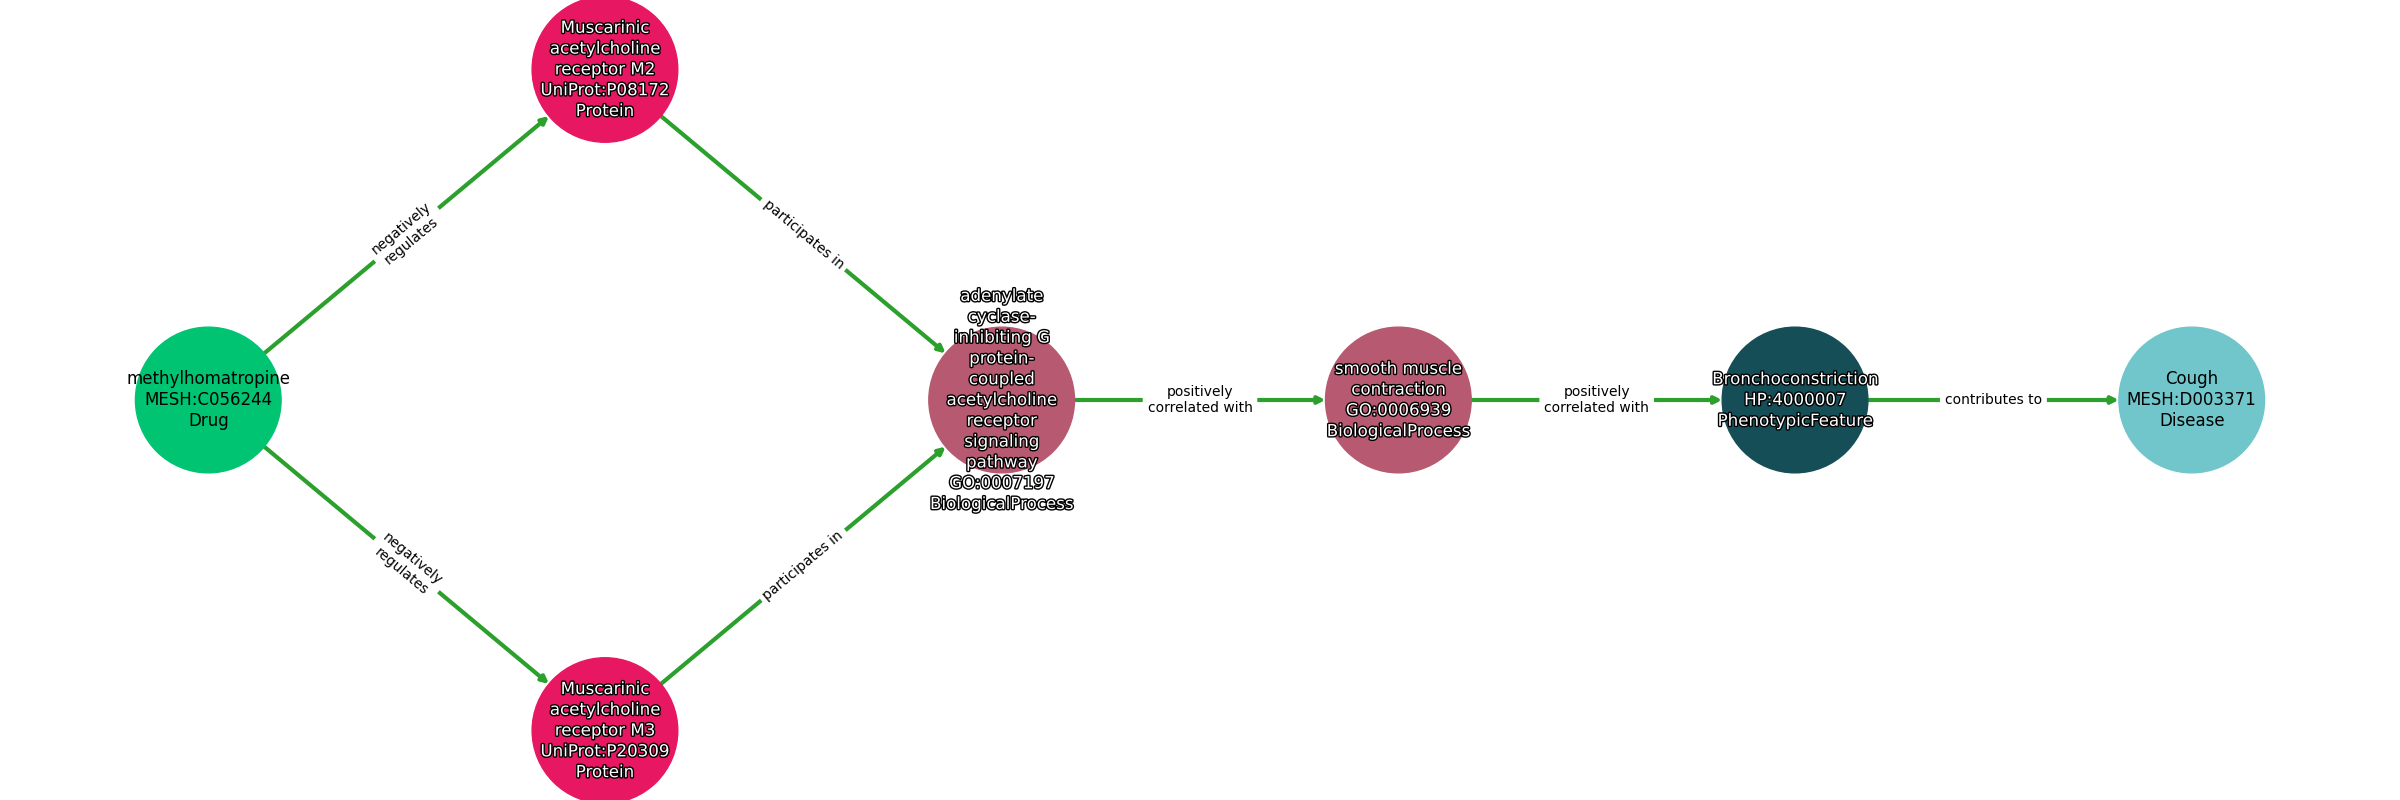 Muscarinic
acetylcholine
receptor M2
UniProt:P08172
Protein
negatively
regulates
participates in
methylhomatropine
MESH:C056244
Drug
adenylate
cyclase-
inhibiting G
protein-
coupled
acetylcholine
receptor
signaling
pathway
GO:0007197
BiologicalProcess
positively
correlated with
smooth muscle
contraction
GO:0006939
BiologicalProcess
positively
correlated with
Bronchoconstriction
HP:4000007
PhenotypicFeature
contributes to
Cough
MESH:D003371
Disease
negatively
regulates
participates in
Muscarinic
acetylcholine
receptor M3
UniProt:P20309
Protein